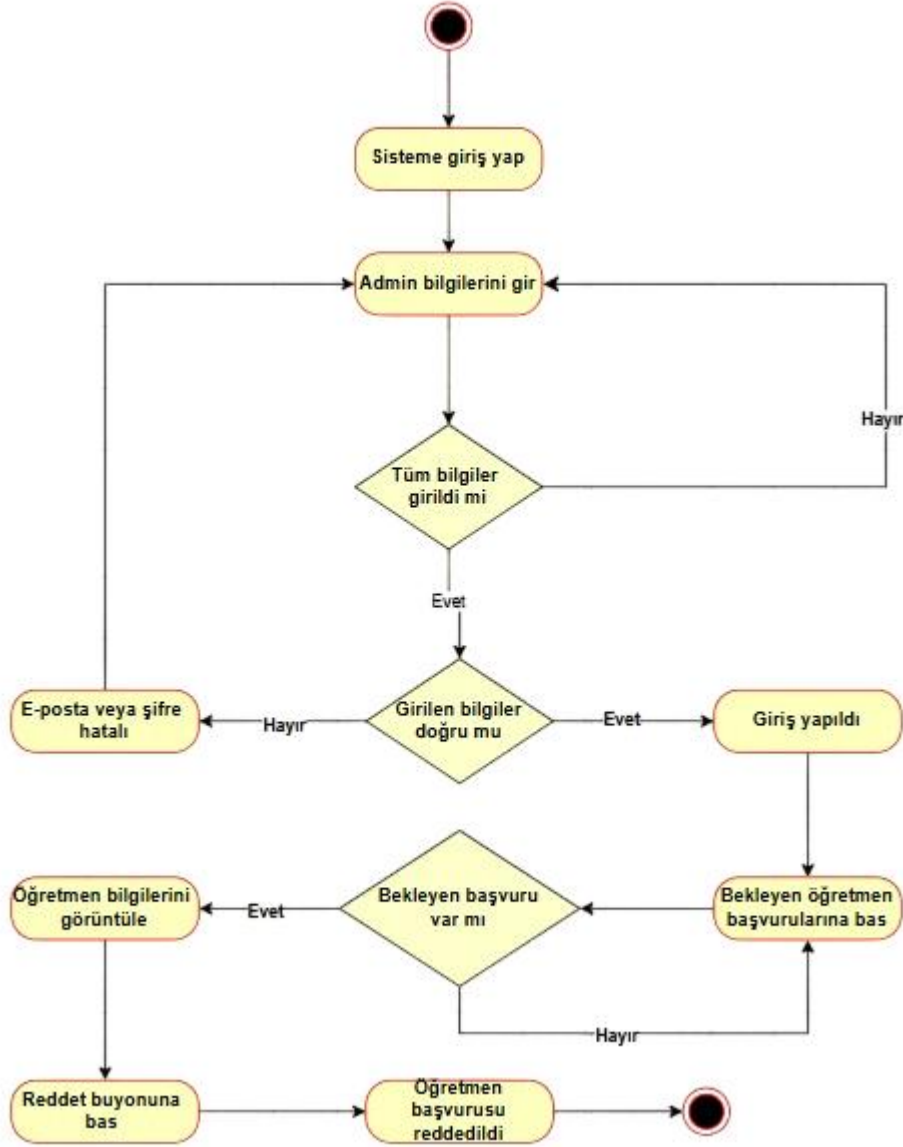 Sisteme giriş yap
Admin bilgilerini gir
Hayır
Tüm bilgiler
girildi mi
Evet
E-posta veya şifre
hatalı
Hayır
Girilen bilgiler
doğru mu
Evet
Giriş yapıldı
Öğretmen bilgilerini
görüntüle
Evet
Bekleyen başvuru
var mı
Bekleyen öğretmen
başvurularına bas
Hayır
Reddet buyonuna
bas
Öğretmen
başvurusu
reddedildi